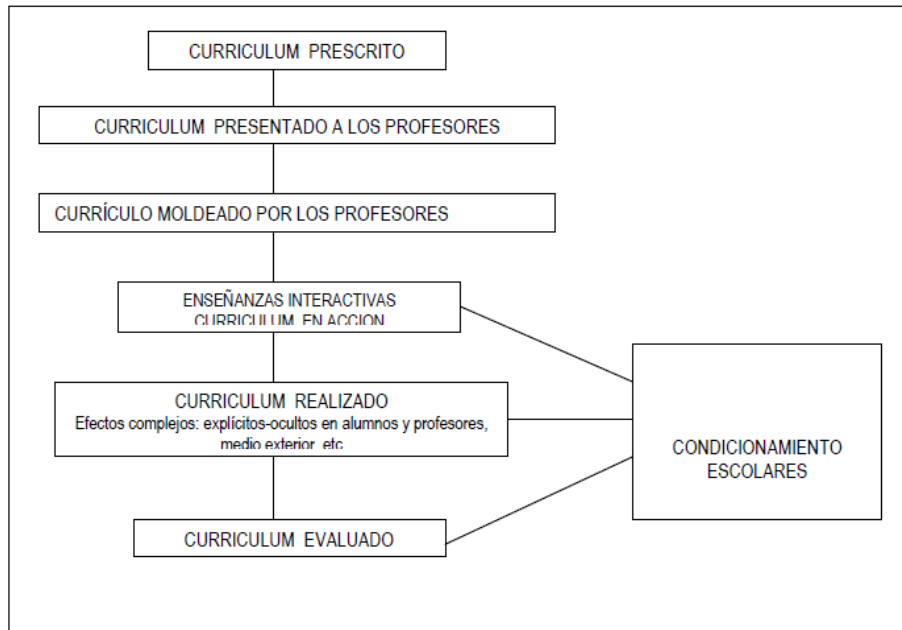 CURRICULUM PRESCRITO
CURRICULUM PRESENTADO A LOS PROFESORES
CURRÍCULO MOLDEADO POR LOS PROFESORES
ENSEÑANZAS INTERACTIVAS
CURRICULUM EN ACCION
CURRICULUM REALIZADO
Efectos complejos: explícitos-ocultos en alumnos y profesores,
medio exterior, etc
CURRICULUM EVALUADO
CONDICIONAMIENTO
ESCOLARES